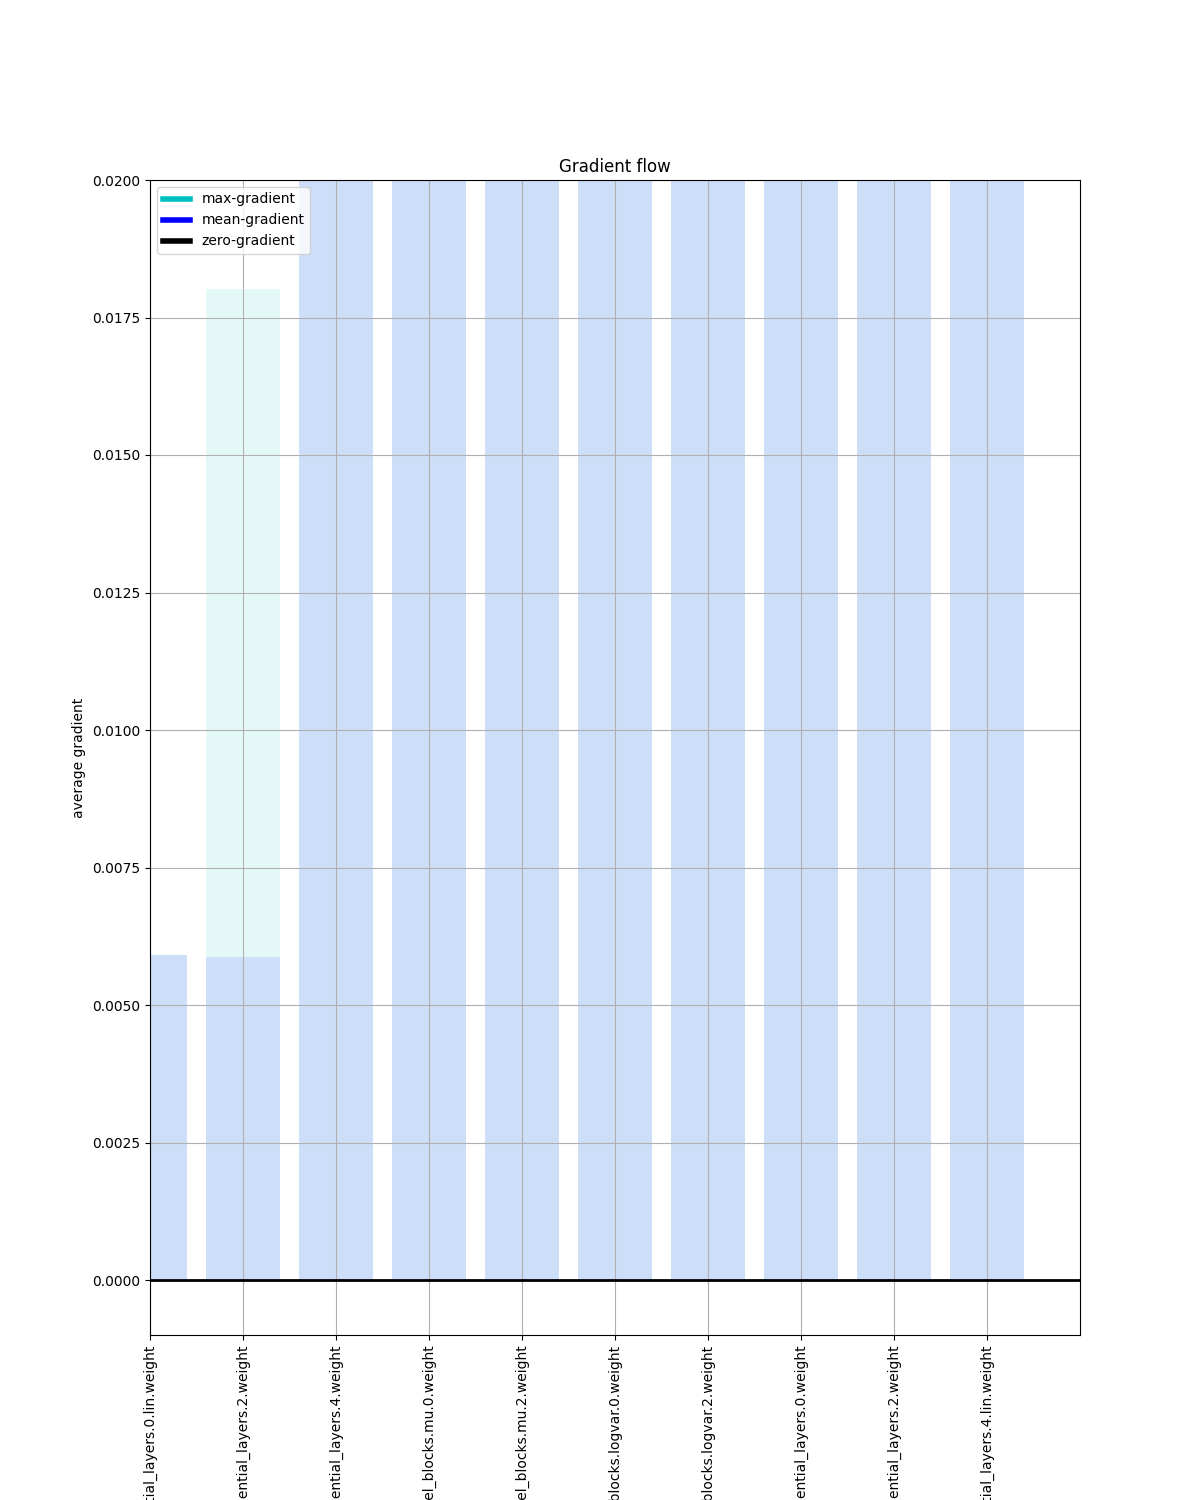 Gradient flow
max-gradient
mean-gradient
zero-gradient
0.0200
0.0175
0.0150
0.0125
0.0100
0.0075
0.0050
0.0025
0.0000
average gradient
tial_layers.0.lin.weight
ential_layers.2.weight
ential_layers.4.weight
el_blocks.mu.0.weight
el_blocks.mu.2.weight
blocks.logvar.0.weight
blocks.logvar.2.weight
ential_layers.0.weight
ential_layers.2.weight
tial_layers.4.lin.weight